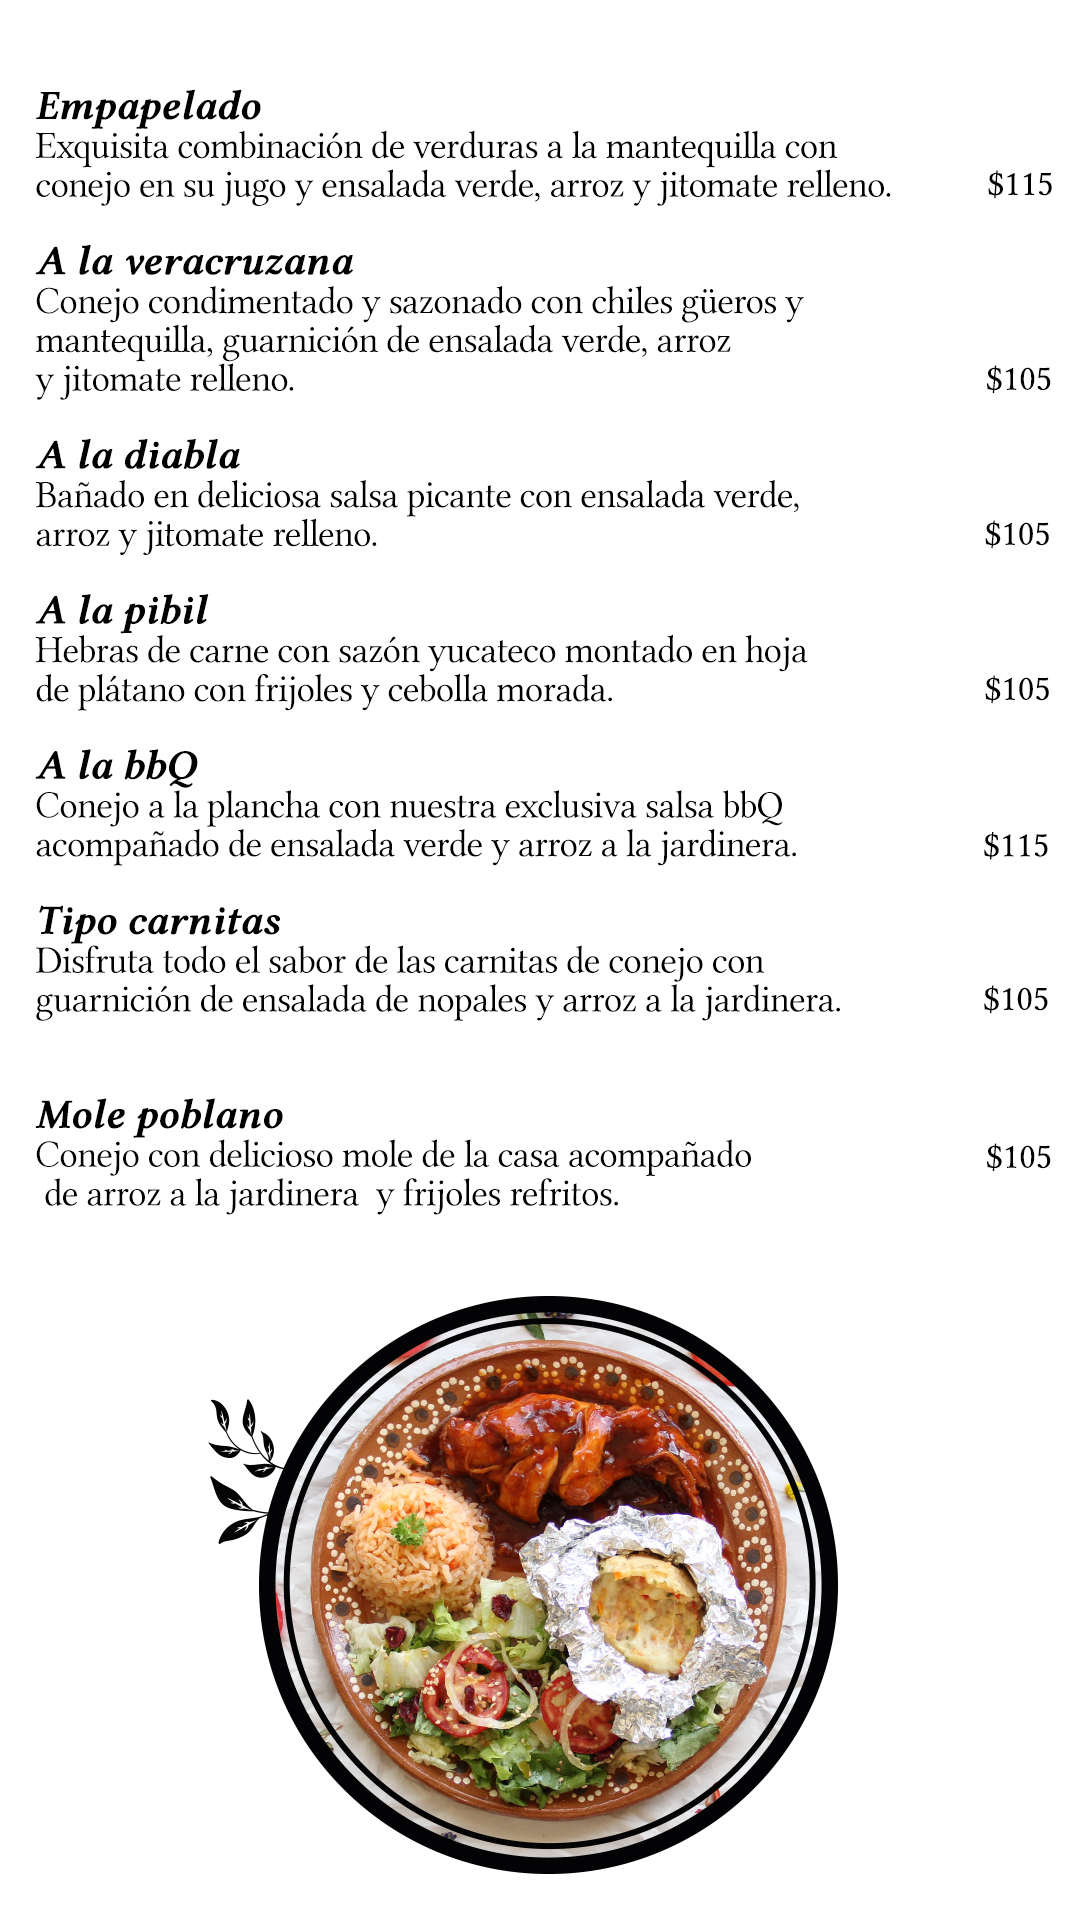 Empapelado
Exquisita combinación de verduras a la mantequilla con
conejo en su jugo y ensalada verde, arroz y jitomate relleno. $115
A la veracruzana
Conejo condimentado y sazonado con chiles güeros y
mantequilla, guarnición de ensalada verde, arroz
y jitomate relleno. $105
A la diabla
Bañado en deliciosa salsa picante con ensalada verde,
arroz y jitomate relleno. $105
A la pibil
Hebras de carne con sazón yucateco montado en hoja
de plátano con frijoles y cebolla morada. $105
A la bbQ
Conejo a la plancha con nuestra exclusiva salsa bbQ
acompañado de ensalada verde y arroz a la jardinera. $115
Tipo carnitas
Disfruta todo el sabor de las carnitas de conejo con
guarnición de ensalada de nopales y arroz a la jardinera. $105
Mole poblano
Conejo con delicioso mole de la casa acompañado $105
de arroz a la jardinera y frijoles refritos.